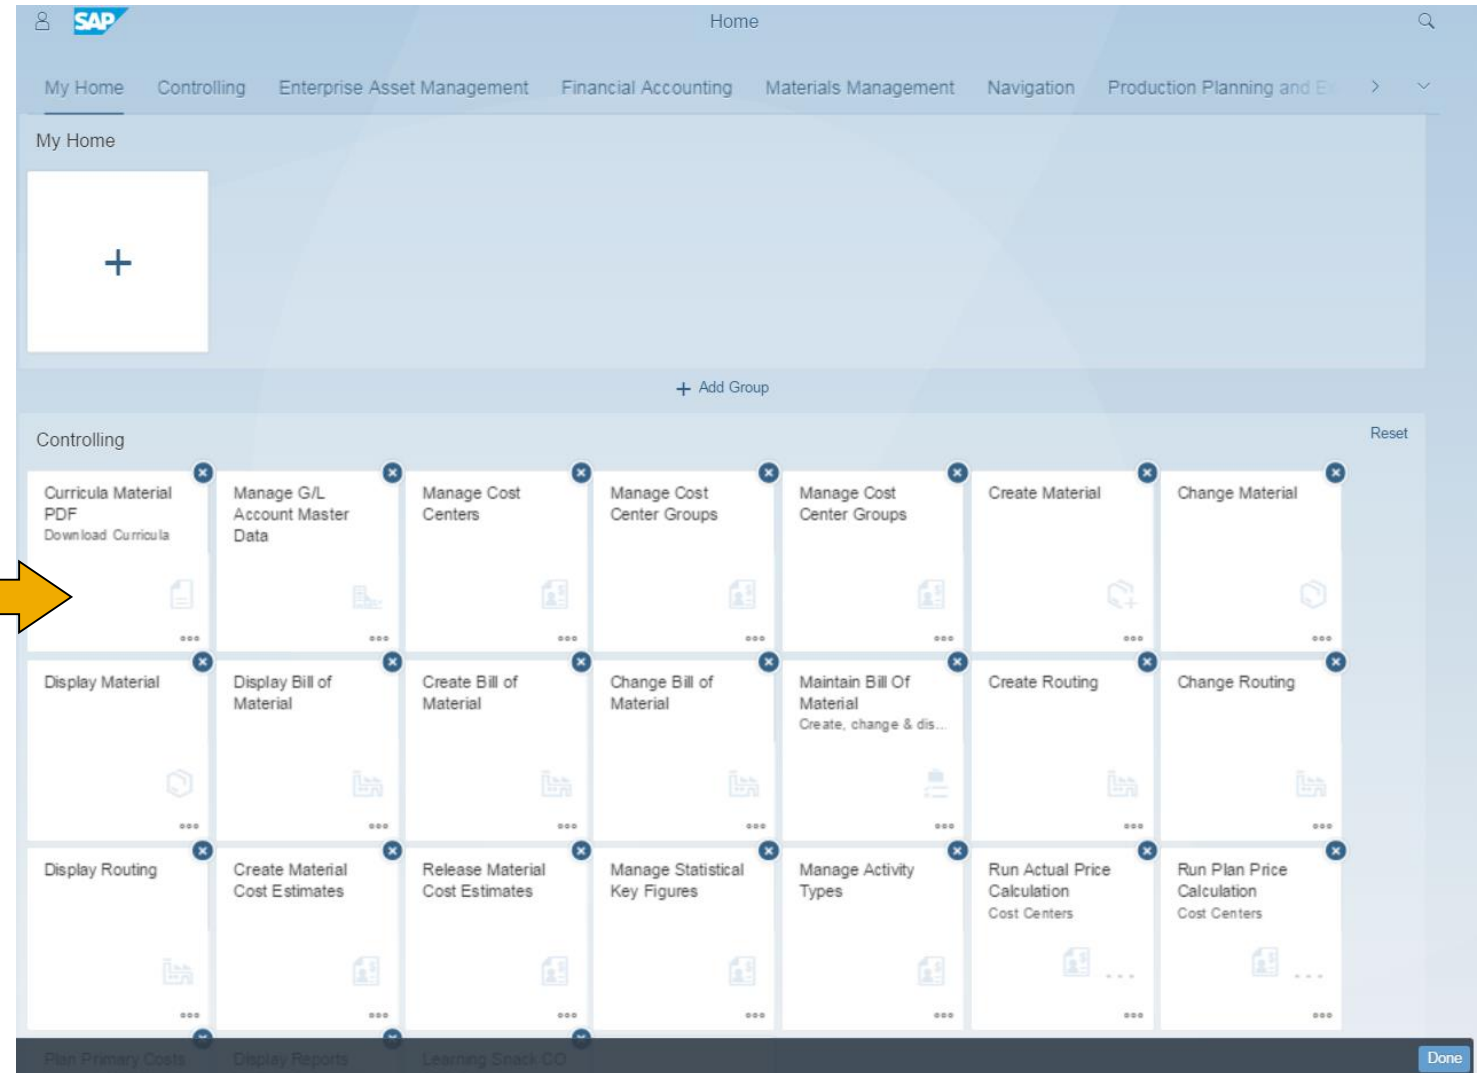 SAP
Home
My Home Controlling Enterprise Asset Management Financial Accounting Materials Management Navigation Production Planning and Ex
My Home
+
+ Add Group
Controlling
Reset
Curricula Material
PDF
Download Curricula
Manage G/L
Account Master
Data
Manage Cost
Centers
Manage Cost
Center Groups
Manage Cost
Center Groups
Create Material
Change Material
Display Material
Display Bill of
Material
Create Bill of
Material
Change Bill of
Material
Maintain Bill Of
Material
Create, change & dis...
Create Routing
Change Routing
Display Routing
Create Material
Cost Estimates
Release Material
Cost Estimates
Manage Statistical
Key Figures
Manage Activity
Types
Run Actual Price
Calculation
Cost Centers
...
Run Plan Price
Calculation
Cost Centers
...
Plan Primary Costs
Display Reports
Learning Snack CO
Done